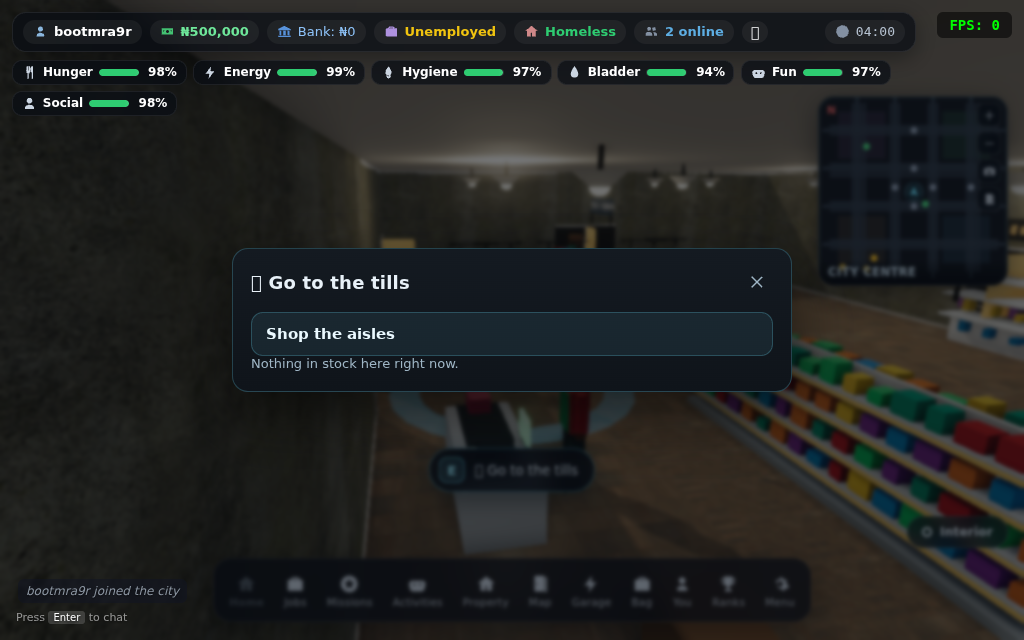 bootmra9r
₦500,000
Bank: ₦0
Unemployed
Homeless
2 online
04:00
FPS: 0
Hunger 98%
Energy 99%
Hygiene 97%
Bladder 94%
Fun 97%
Social 98%
CITY CENTRE
Go to the tills
Shop the aisles
Nothing in stock here right now.
E Go to the tills
Interior
bootmra9r joined the city
Press Enter to chat
Home
Jobs
Missions
Activities
Property
Map
Garage
Bag
You
Ranks
Menu